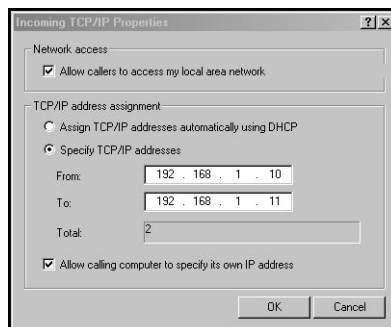 Incoming TCP/IP Properties
Network access
Allow callers to access my local area network
TCP/IP address assignment
Assign TCP/IP addresses automatically using DHCP
Specify TCP/IP addresses
From: 192 . 168 . 1 . 10
To: 192 . 168 . 1 . 11
Total: 2
Allow calling computer to specify its own IP address
OK Cancel